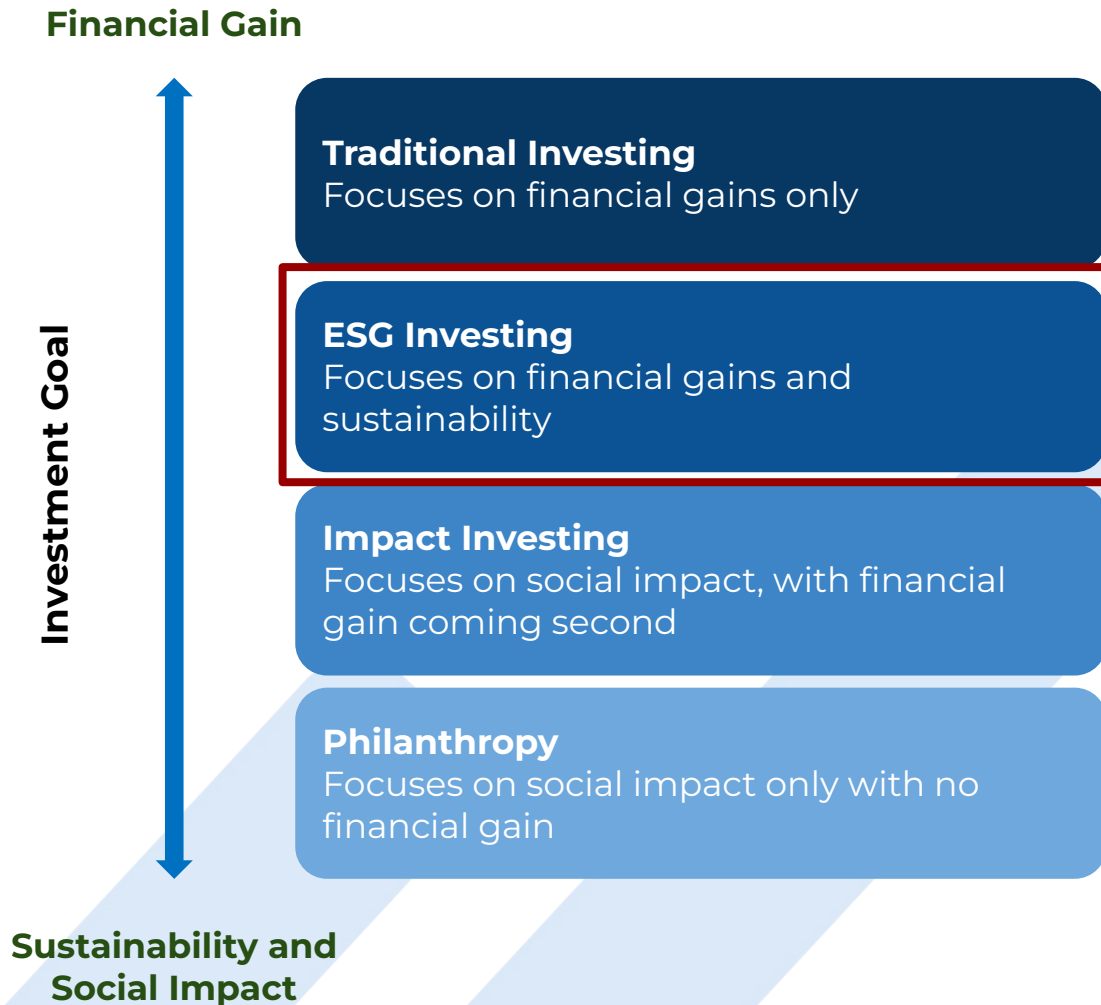 Financial Gain
Traditional Investing
Focuses on financial gains only
ESG Investing
Focuses on financial gains and
sustainability
Investment Goal
Impact Investing
Focuses on social impact, with financial
gain coming second
Philanthropy
Focuses on social impact only with no
financial gain
Sustainability and
Social Impact